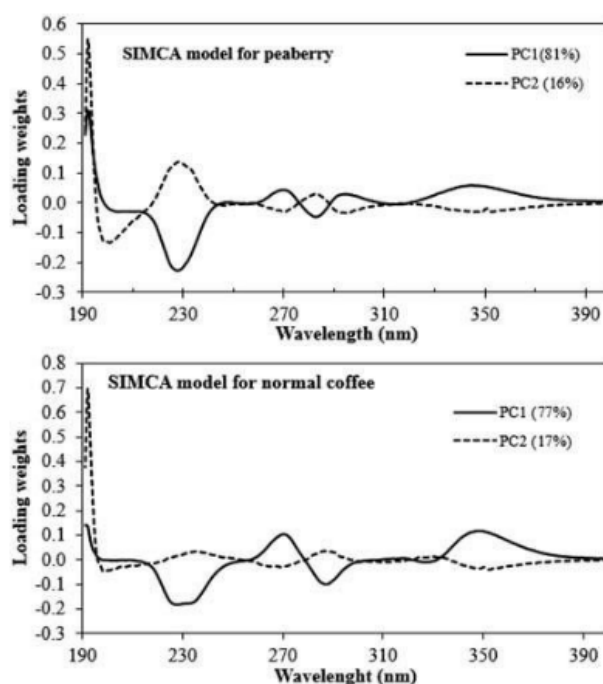 SIMCA model for peaberry
PC1(81%)
PC2 (16%)
Loading weights
0.6
0.5
0.4
0.3
0.2
0.1
0.0
-0.1
-0.2
-0.3
190 230 270 310 350 390
Wavelength (nm)
SIMCA model for normal coffee
PC1 (77%)
PC2 (17%)
Loading weights
0.8
0.7
0.6
0.5
0.4
0.3
0.2
0.1
0.0
-0.1
-0.2
-0.3
190 230 270 310 350 390
Wavelenght (nm)